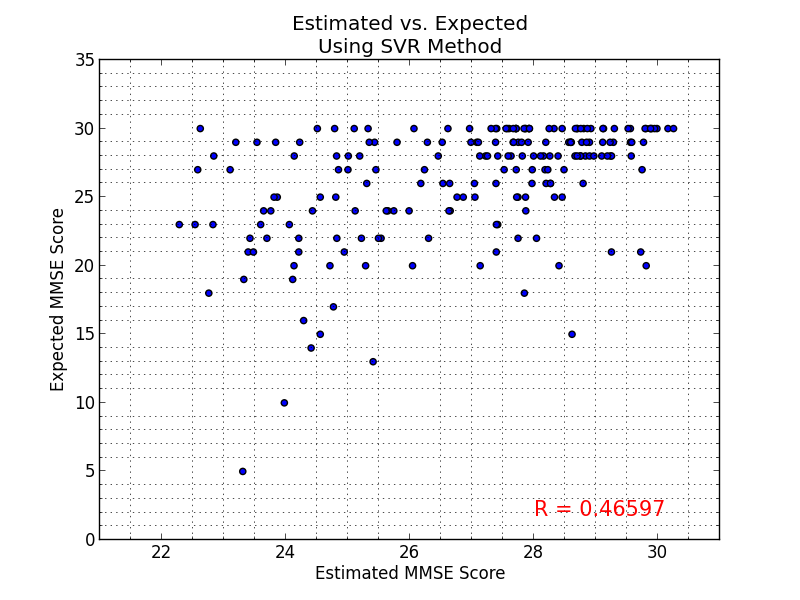 Estimated vs. Expected
Using SVR Method
Expected MMSE Score
35
30
25
20
15
10
5
0
R = 0.46597
22
24
26
28
30
Estimated MMSE Score